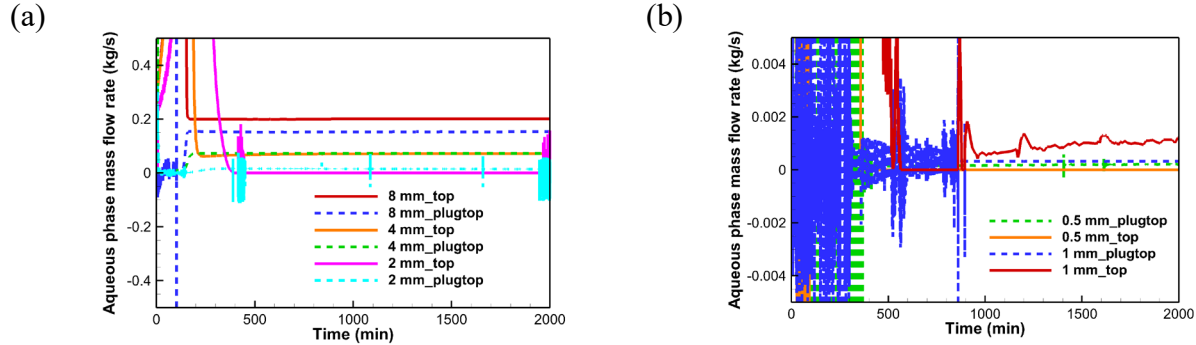 (a)
Aqueous phase mass flow rate (kg/s)
0.4
0.2
0
-0.2
-0.4
8 mm_top
8 mm_plugtop
4 mm_top
4 mm_plugtop
2 mm_top
2 mm_plugtop
0
500
1000
1500
2000
Time (min)
(b)
Aqueous phase mass flow rate (kg/s)
0.004
0.002
0
-0.002
-0.004
0.5 mm_plugtop
0.5 mm_top
1 mm_plugtop
1 mm_top
0
500
1000
1500
2000
Time (min)